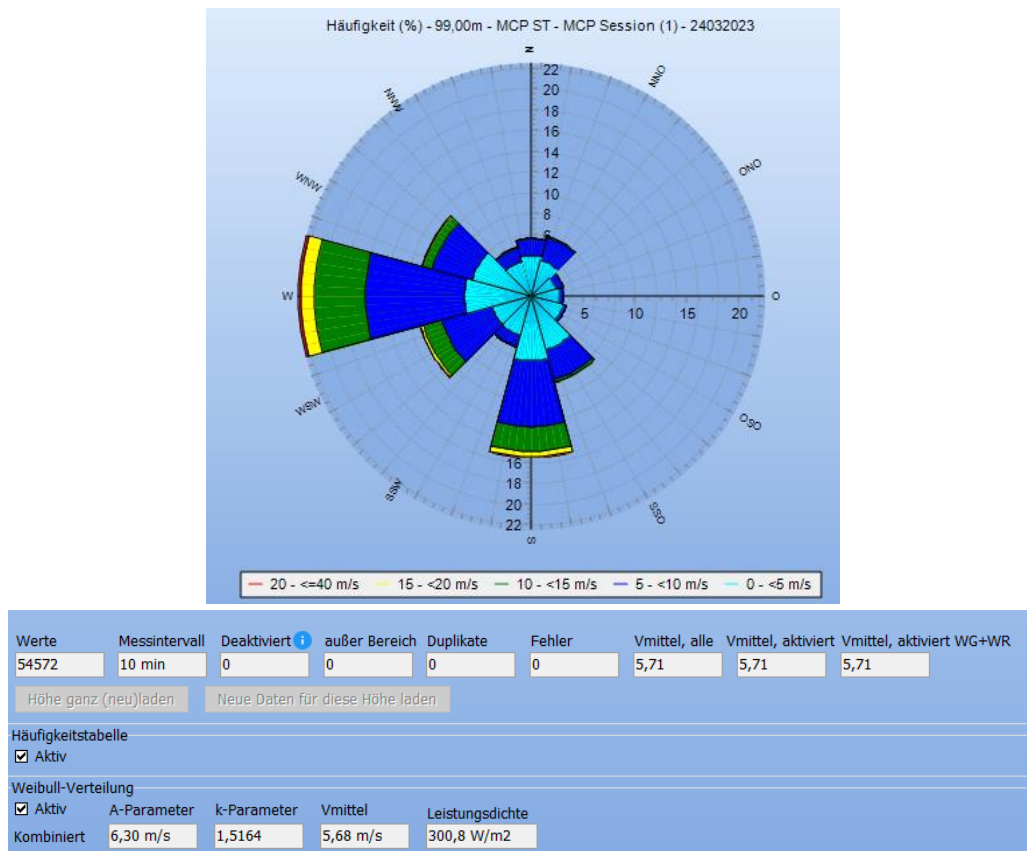 Häufigkeit (%) - 99,00m - MCP ST - MCP Session (1) - 24032023
N
NNW
NNO
WNW
ONO
W
O
WSW
OSO
SSW
SSO
S
22
20
18
16
14
12
10
8
6
5 10 15 20
16
18
20
22
20 - <=40 m/s 15 - <20 m/s 10 - <15 m/s 5 - <10 m/s 0 - <5 m/s
Werte Messintervall Deaktiviert i außer Bereich Duplikate Fehler Vmittel, alle Vmittel, aktiviert Vmittel, aktiviert WG+WR
54572 10 min 0 0 0 0 5,71 5,71 5,71
Höhe ganz (neu)laden Neue Daten für diese Höhe laden
Häufigkeitstabelle
Aktiv
Weibull-Verteilung
Aktiv A-Parameter k-Parameter Vmittel Leistungsdichte
Kombiniert 6,30 m/s 1,5164 5,68 m/s 300,8 W/m2